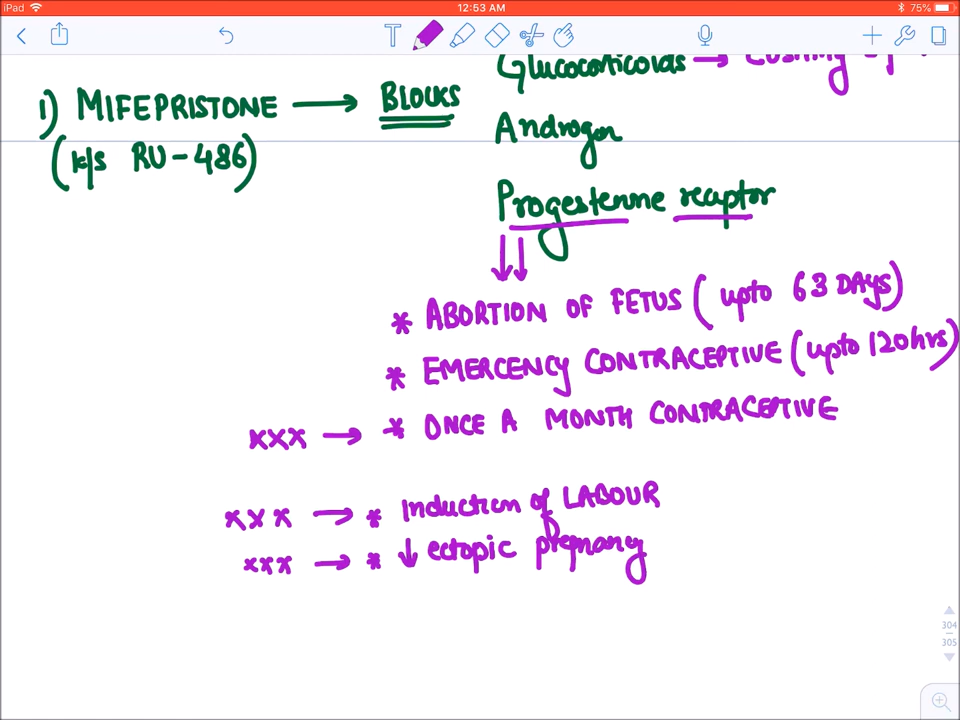 iPad 12:53 AM 75%
T
Glucocorticoids →
1) MIFEPRISTONE → BLOCKS
Androgen
(k/s RU-486)
Progesterone receptor
* ABORTION OF FETUS (upto 63 DAYs)
* EMERGENCY CONTRACEPTIVE (upto 120hrs)
xxx → * ONCE A MONTH CONTRACEPTIVE
xxx → * Induction of LABOUR
xxx → * ↓ ectopic pregnancy
304
305